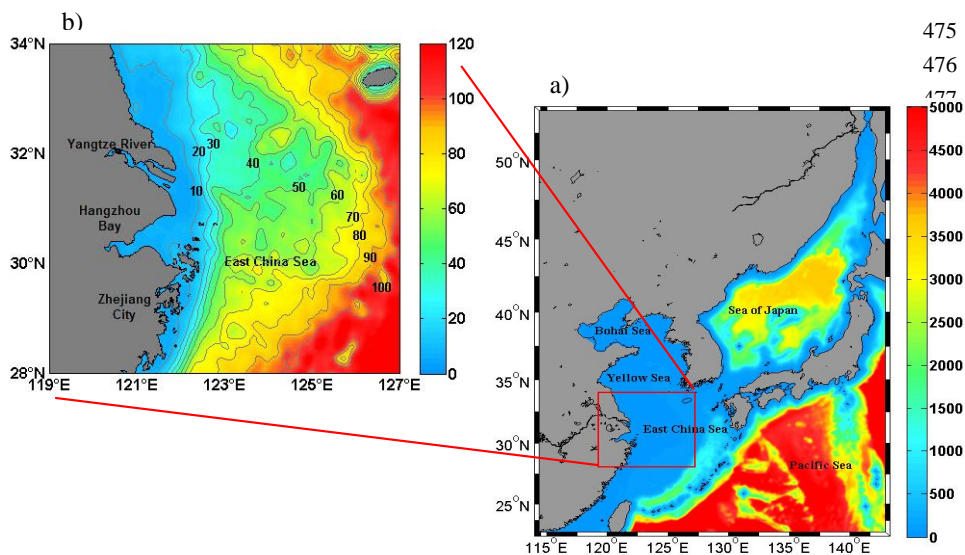 b)
34°N
32°N
30°N
28°N
119°E
121°E
123°E
125°E
127°E
Yangtze River
Hangzhou
Bay
Zhejiang
City
East China Sea
10
20
30
40
50
60
70
80
90
100
120
100
80
60
40
20
0
475
476
477
a)
50°N
45°N
40°N
35°N
30°N
25°N
115°E
120°E
125°E
130°E
135°E
140°E
Sea of Japan
Bohai Sea
Yellow Sea
East China Sea
Pacific Sea
5000
4500
4000
3500
3000
2500
2000
1500
1000
500
0